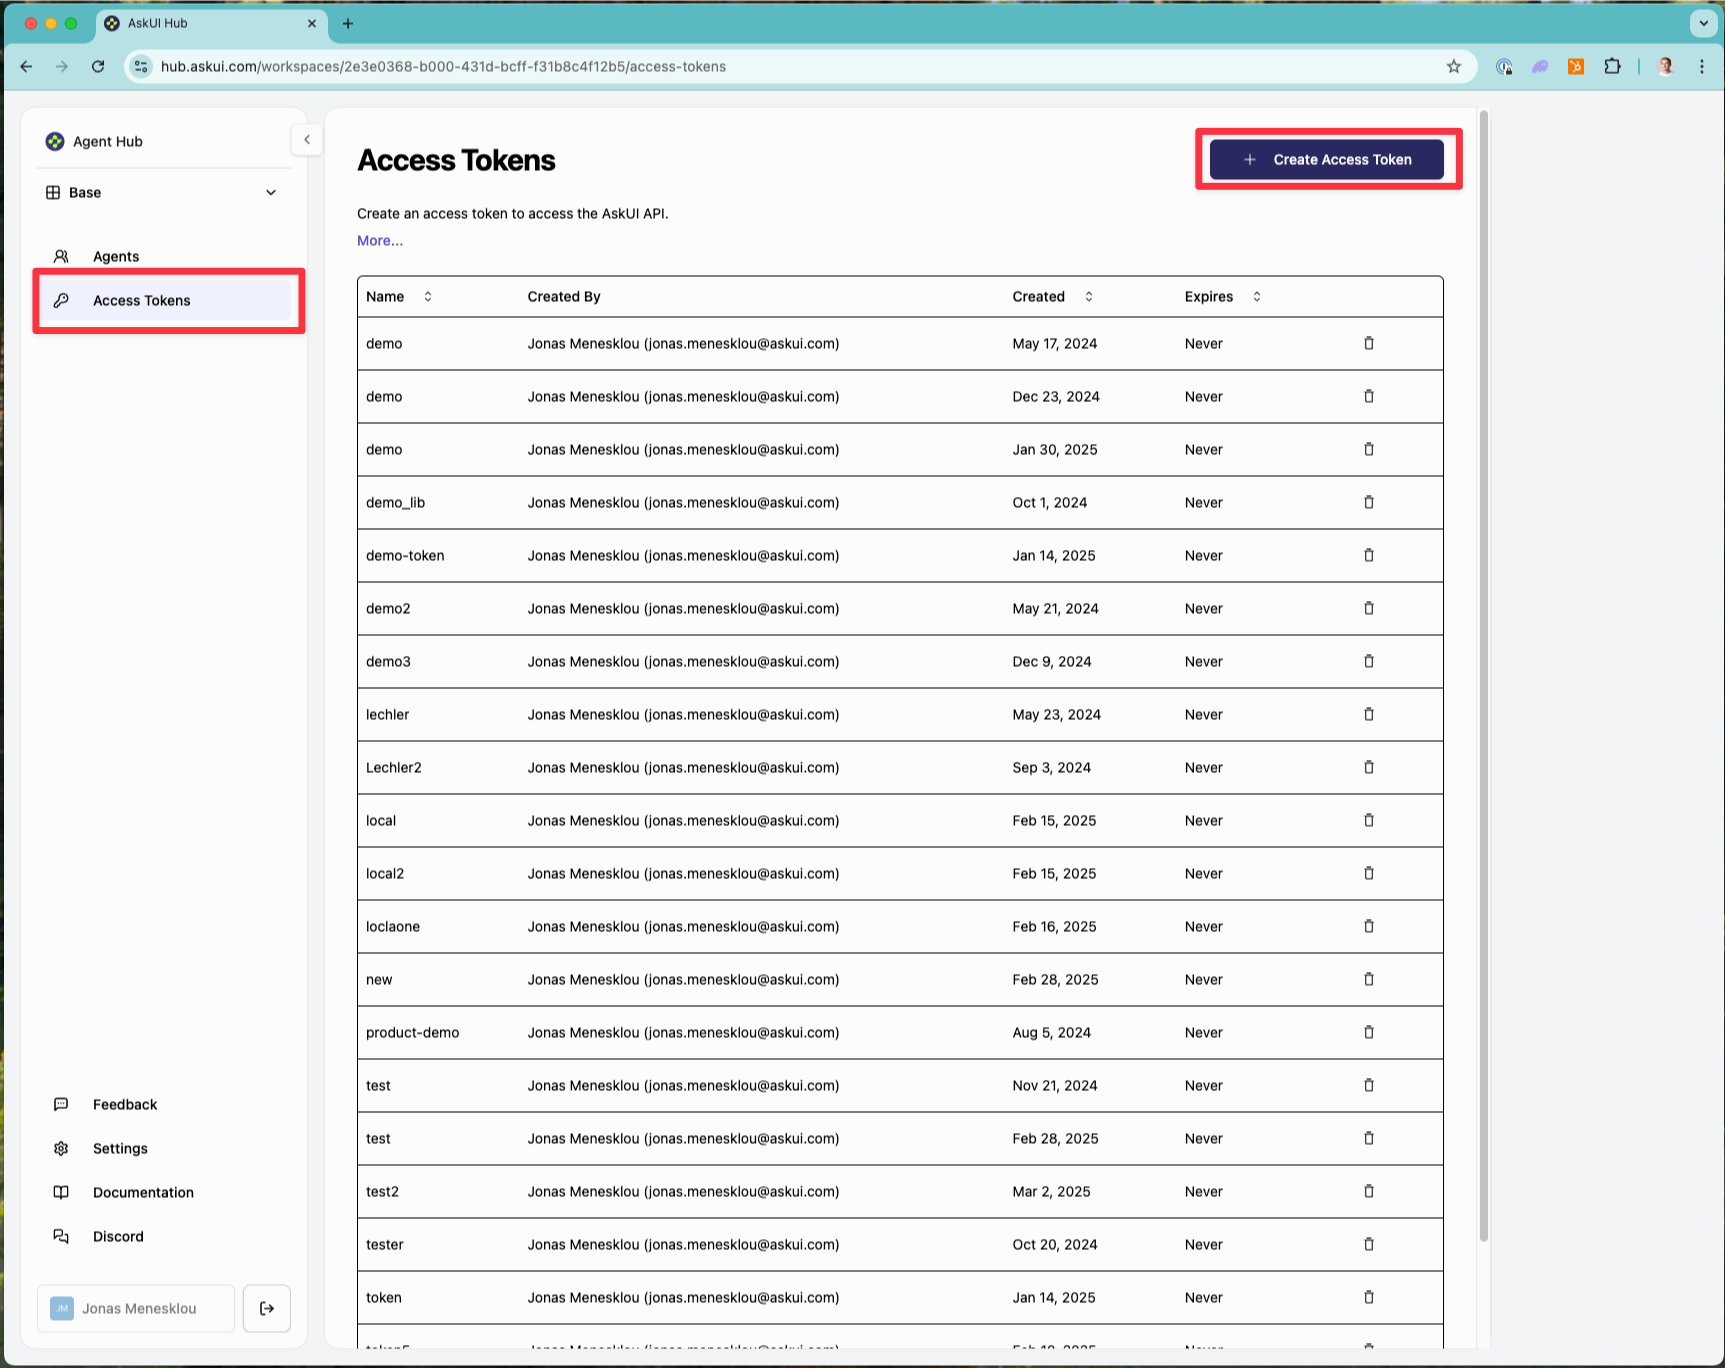 AskUI Hub
hub.askui.com/workspaces/2e3e0368-b000-431d-bcff-f31b8c4f12b5/access-tokens
Agent Hub
Base
Agents
Access Tokens
Feedback
Settings
Documentation
Discord
JM Jonas Menesklou
Access Tokens
Create Access Token
Create an access token to access the AskUI API.
More...
Name Created By Created Expires
demo Jonas Menesklou (jonas.menesklou@askui.com) May 17, 2024 Never
demo Jonas Menesklou (jonas.menesklou@askui.com) Dec 23, 2024 Never
demo Jonas Menesklou (jonas.menesklou@askui.com) Jan 30, 2025 Never
demo_lib Jonas Menesklou (jonas.menesklou@askui.com) Oct 1, 2024 Never
demo-token Jonas Menesklou (jonas.menesklou@askui.com) Jan 14, 2025 Never
demo2 Jonas Menesklou (jonas.menesklou@askui.com) May 21, 2024 Never
demo3 Jonas Menesklou (jonas.menesklou@askui.com) Dec 9, 2024 Never
lechler Jonas Menesklou (jonas.menesklou@askui.com) May 23, 2024 Never
Lechler2 Jonas Menesklou (jonas.menesklou@askui.com) Sep 3, 2024 Never
local Jonas Menesklou (jonas.menesklou@askui.com) Feb 15, 2025 Never
local2 Jonas Menesklou (jonas.menesklou@askui.com) Feb 15, 2025 Never
loclaone Jonas Menesklou (jonas.menesklou@askui.com) Feb 16, 2025 Never
new Jonas Menesklou (jonas.menesklou@askui.com) Feb 28, 2025 Never
product-demo Jonas Menesklou (jonas.menesklou@askui.com) Aug 5, 2024 Never
test Jonas Menesklou (jonas.menesklou@askui.com) Nov 21, 2024 Never
test Jonas Menesklou (jonas.menesklou@askui.com) Feb 28, 2025 Never
test2 Jonas Menesklou (jonas.menesklou@askui.com) Mar 2, 2025 Never
tester Jonas Menesklou (jonas.menesklou@askui.com) Oct 20, 2024 Never
token Jonas Menesklou (jonas.menesklou@askui.com) Jan 14, 2025 Never